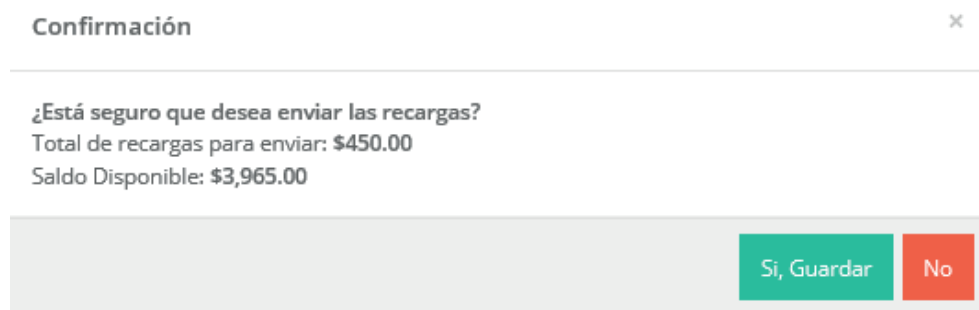 Confirmación
×
¿Está seguro que desea enviar las recargas?
Total de recargas para enviar: $450.00
Saldo Disponible: $3,965.00
Si, Guardar
No